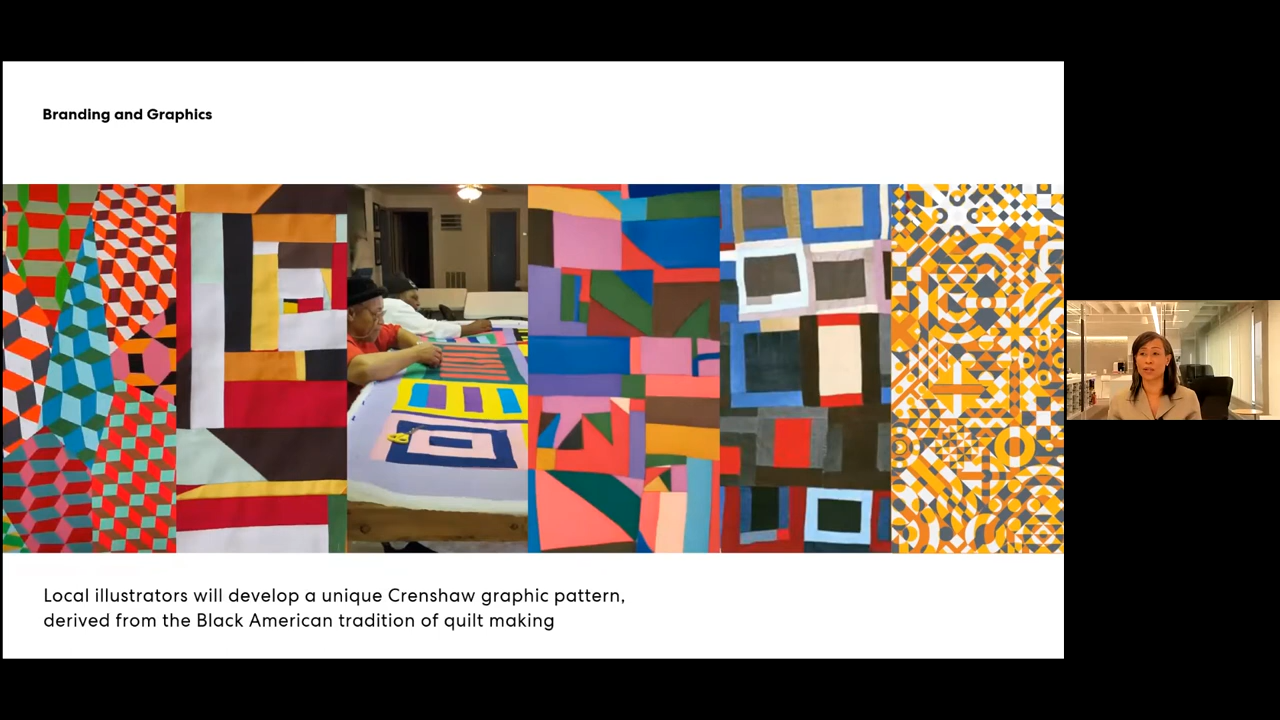 Branding and Graphics
Local illustrators will develop a unique Crenshaw graphic pattern,
derived from the Black American tradition of quilt making